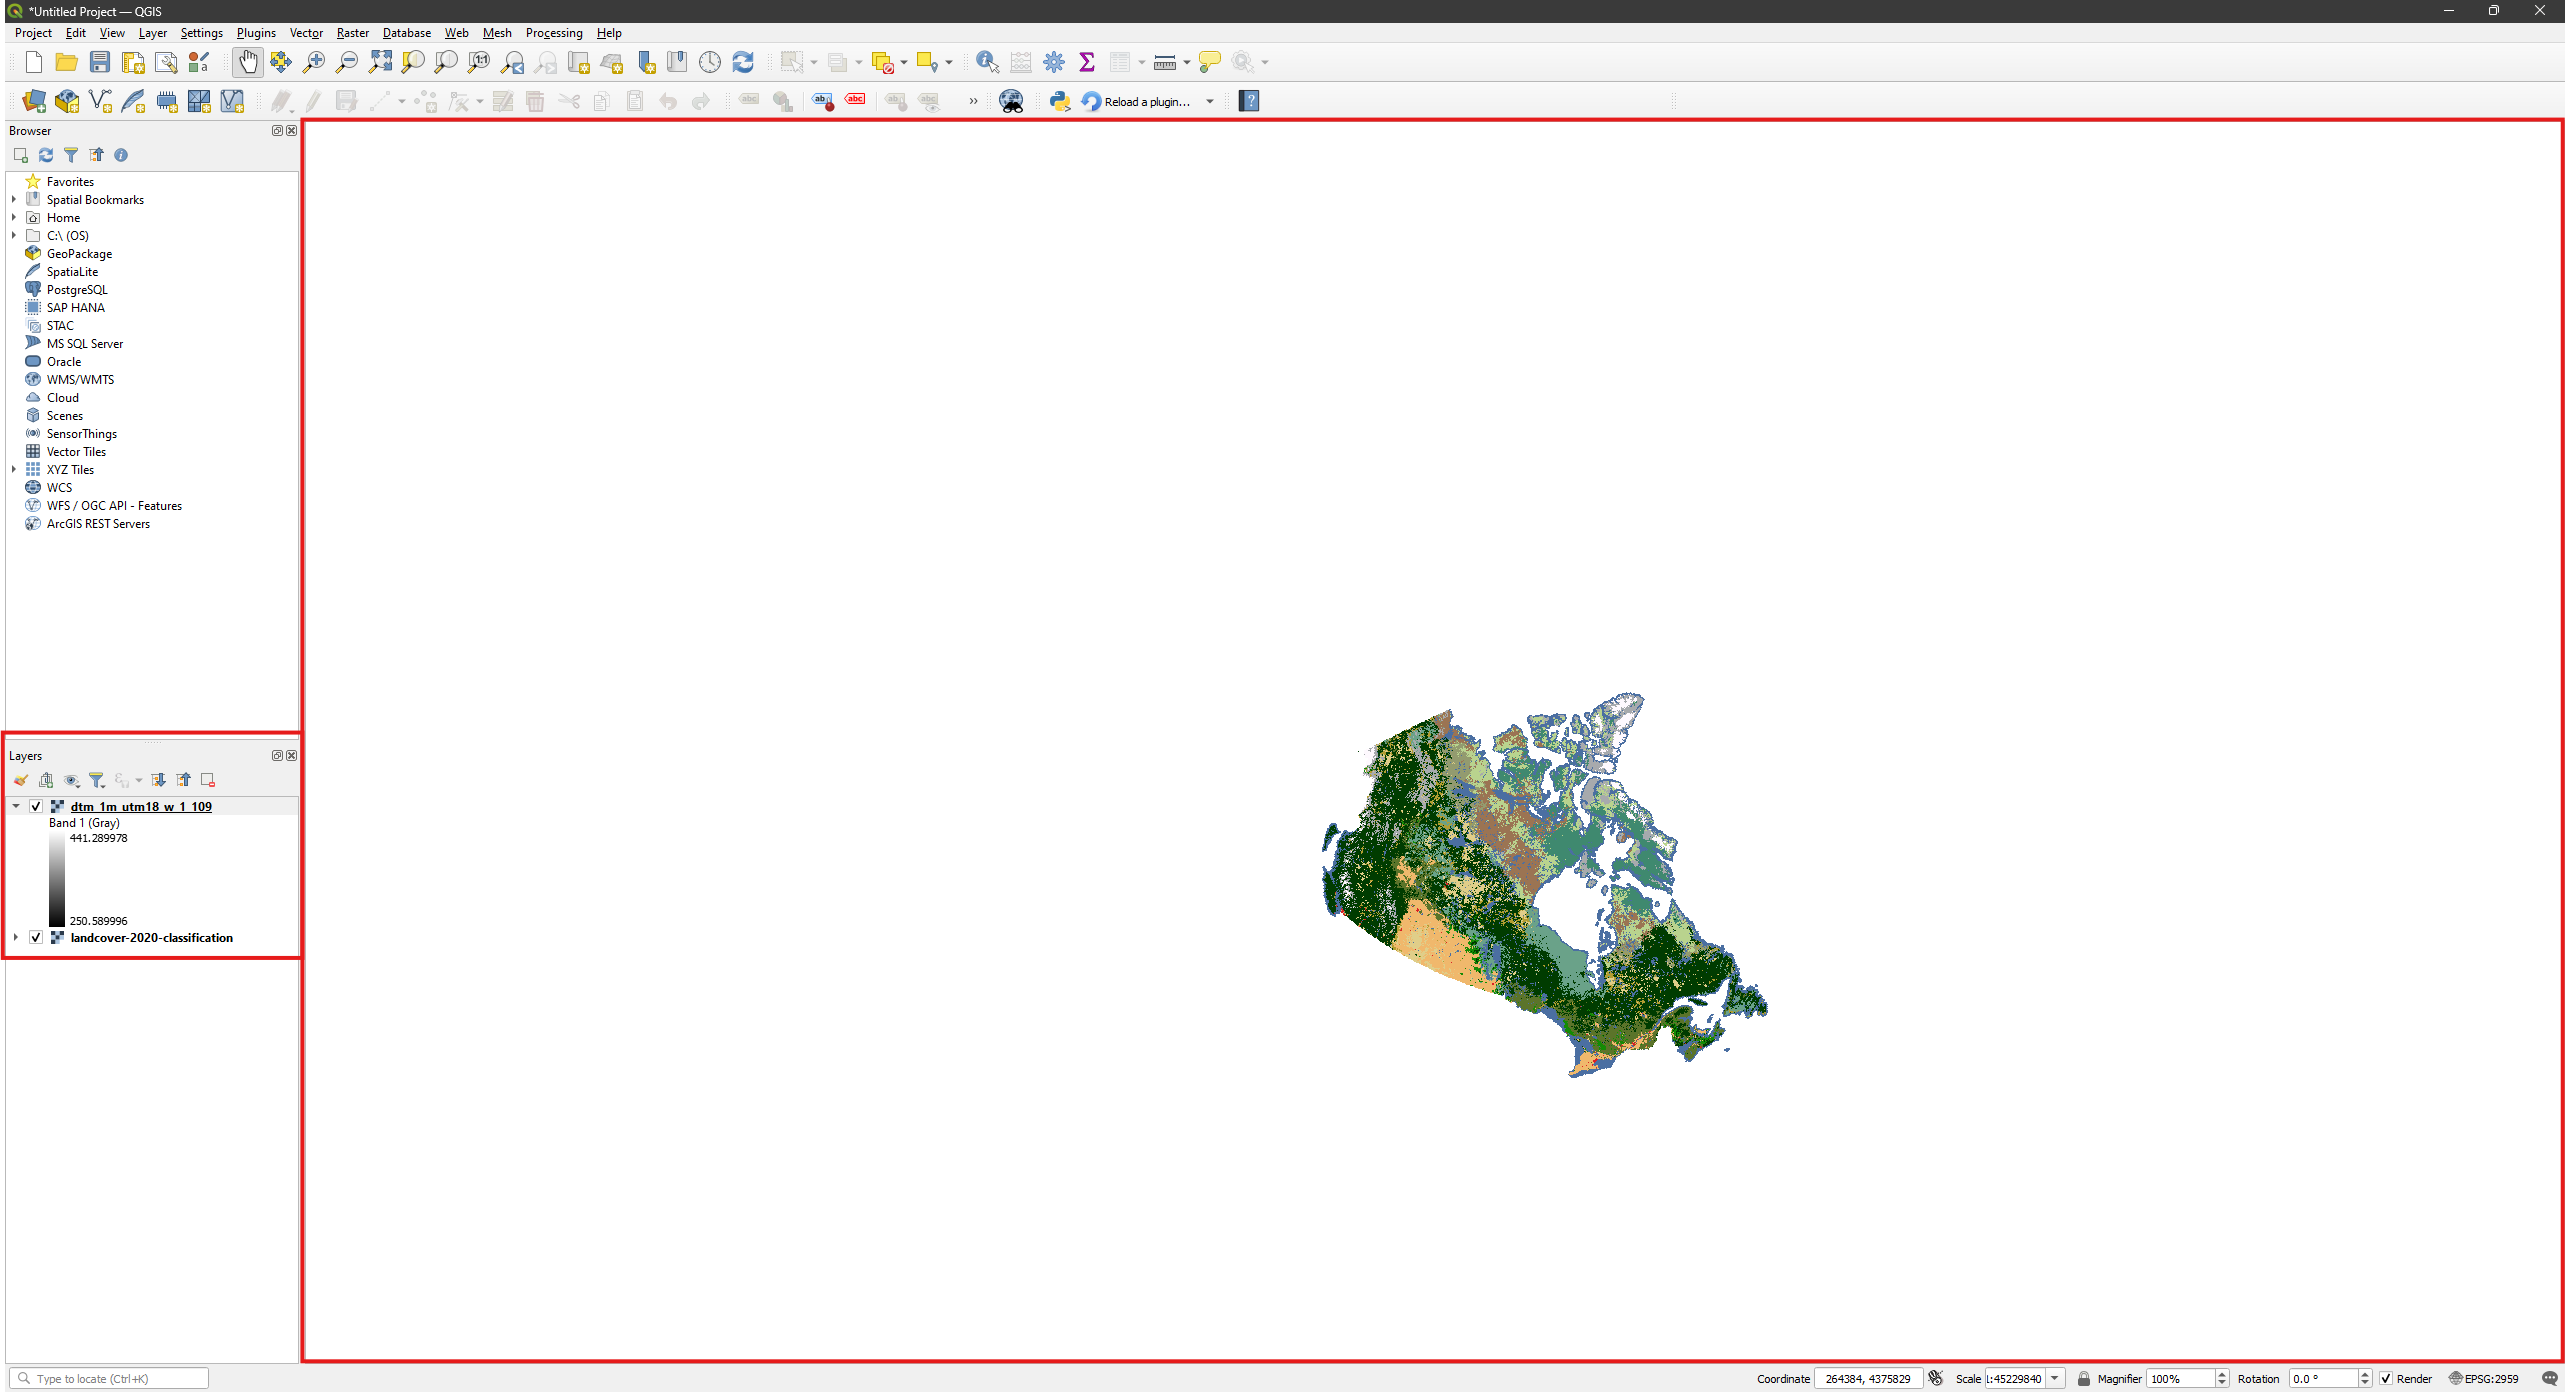 *Untitled Project — QGIS
Project Edit View Layer Settings Plugins Vector Raster Database Web Mesh Processing Help
Reload a plugin...
Browser
Favorites
Spatial Bookmarks
Home
C:\ (OS)
GeoPackage
SpatiaLite
PostgreSQL
SAP HANA
STAC
MS SQL Server
Oracle
WMS/WMTS
Cloud
Scenes
SensorThings
Vector Tiles
XYZ Tiles
WCS
WFS / OGC API - Features
ArcGIS REST Servers
Layers
dtm_1m_utm18_w_1_109
Band 1 (Gray)
441.289978
250.589996
landcover-2020-classification
Type to locate (Ctrl+K)
Coordinate 264384, 4375829 Scale 1:45229840 Magnifier 100% Rotation 0.0 ° Render EPSG:2959